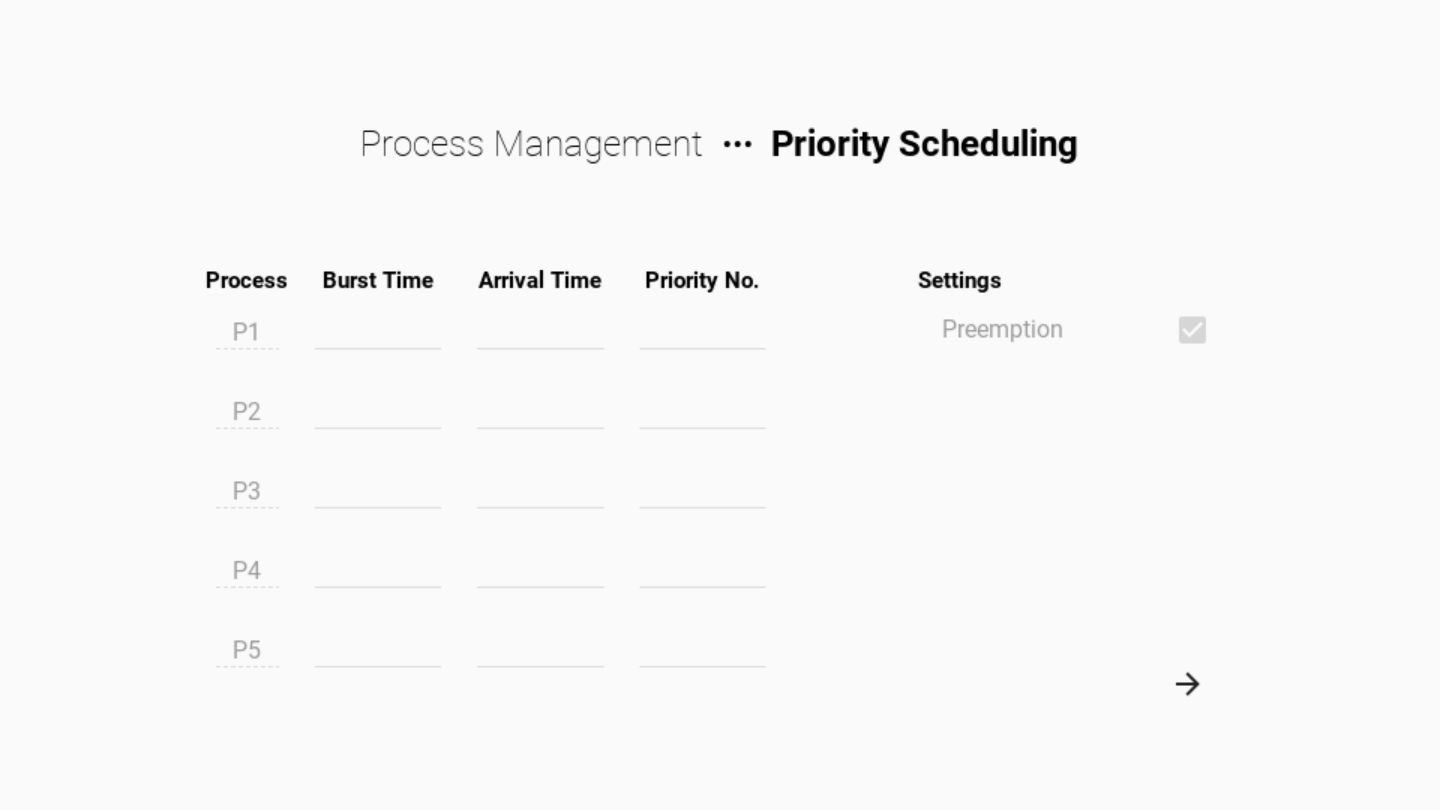 Process Management ••• Priority Scheduling
Process Burst Time Arrival Time Priority No. Settings
P1 Preemption
P2
P3
P4
P5